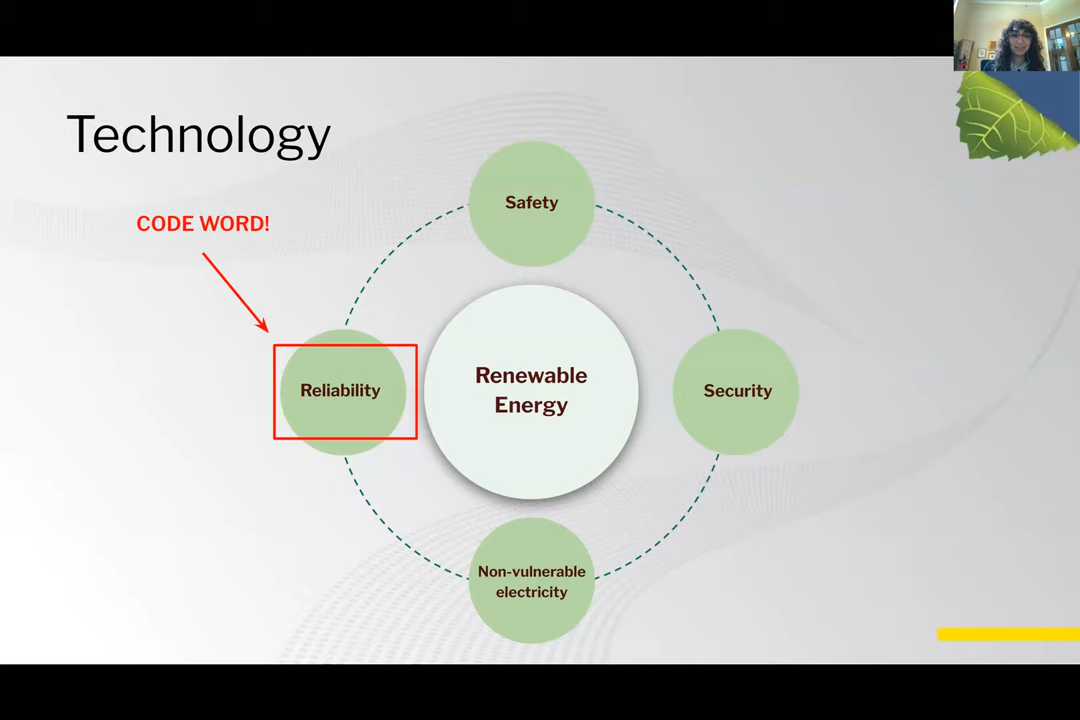 Technology
CODE WORD!
Safety
Reliability
Renewable
Energy
Security
Non-vulnerable
electricity